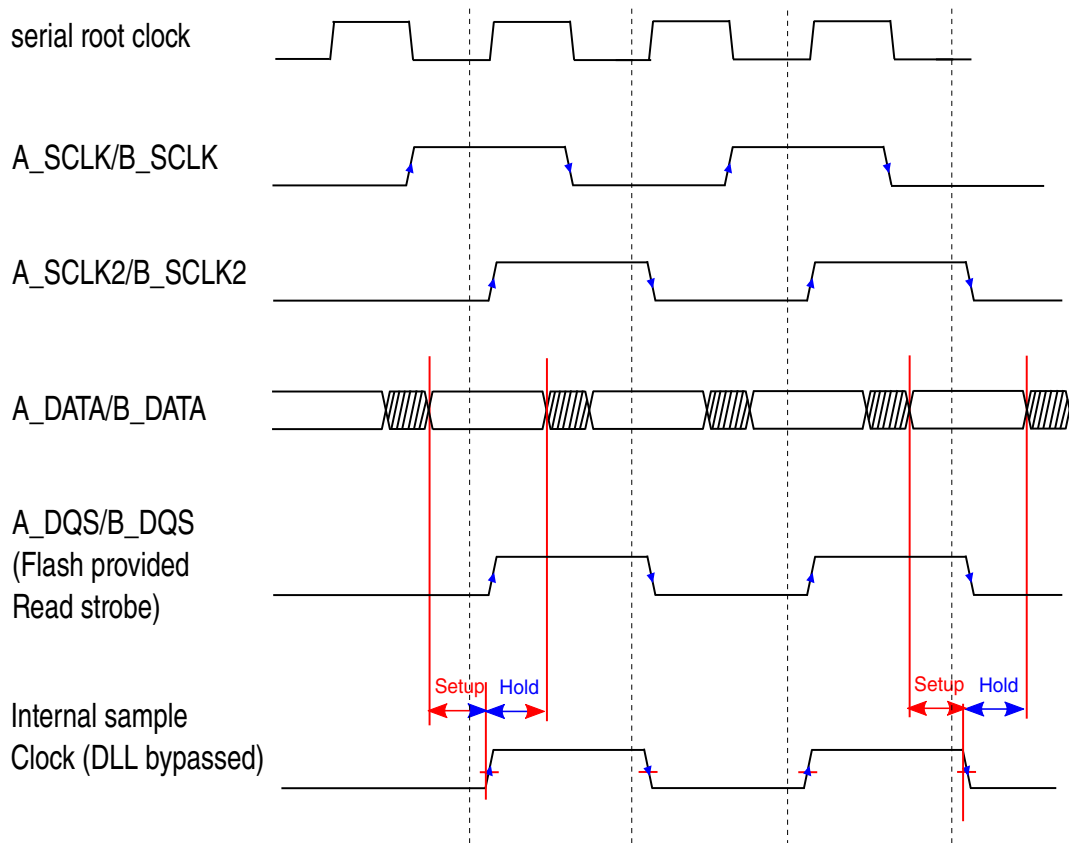 serial root clock
A_SCLK/B_SCLK
A_SCLK2/B_SCLK2
A_DATA/B_DATA
A_DQS/B_DQS
(Flash provided
Read strobe)
Setup Hold Setup Hold
Internal sample
Clock (DLL bypassed)